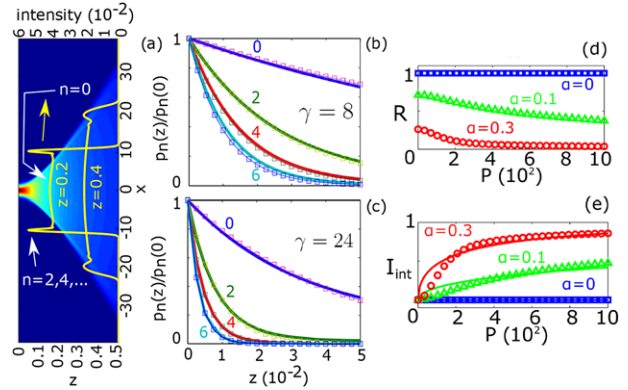 intensity (10⁻²)
6 5 4 3 2 1 0
(a)
n=0
n=2,4,...
z=0.2
z=0.4
30
20
10
0
x
-10
-20
-30
0 0.1 0.2 0.3 0.4 0.5
z
(b)
pₙ(z)/pₙ(0)
1
0
0
2
4
6
γ = 8
(c)
pₙ(z)/pₙ(0)
1
0
0
2
4
6
γ = 24
0 1 2 3 4 5
z (10⁻²)
(d)
R
1
a=0
a=0.1
a=0.3
0 2 4 6 8 10
P (10²)
(e)
I_int
1
a=0.3
a=0.1
a=0
0 2 4 6 8 10
P (10²)